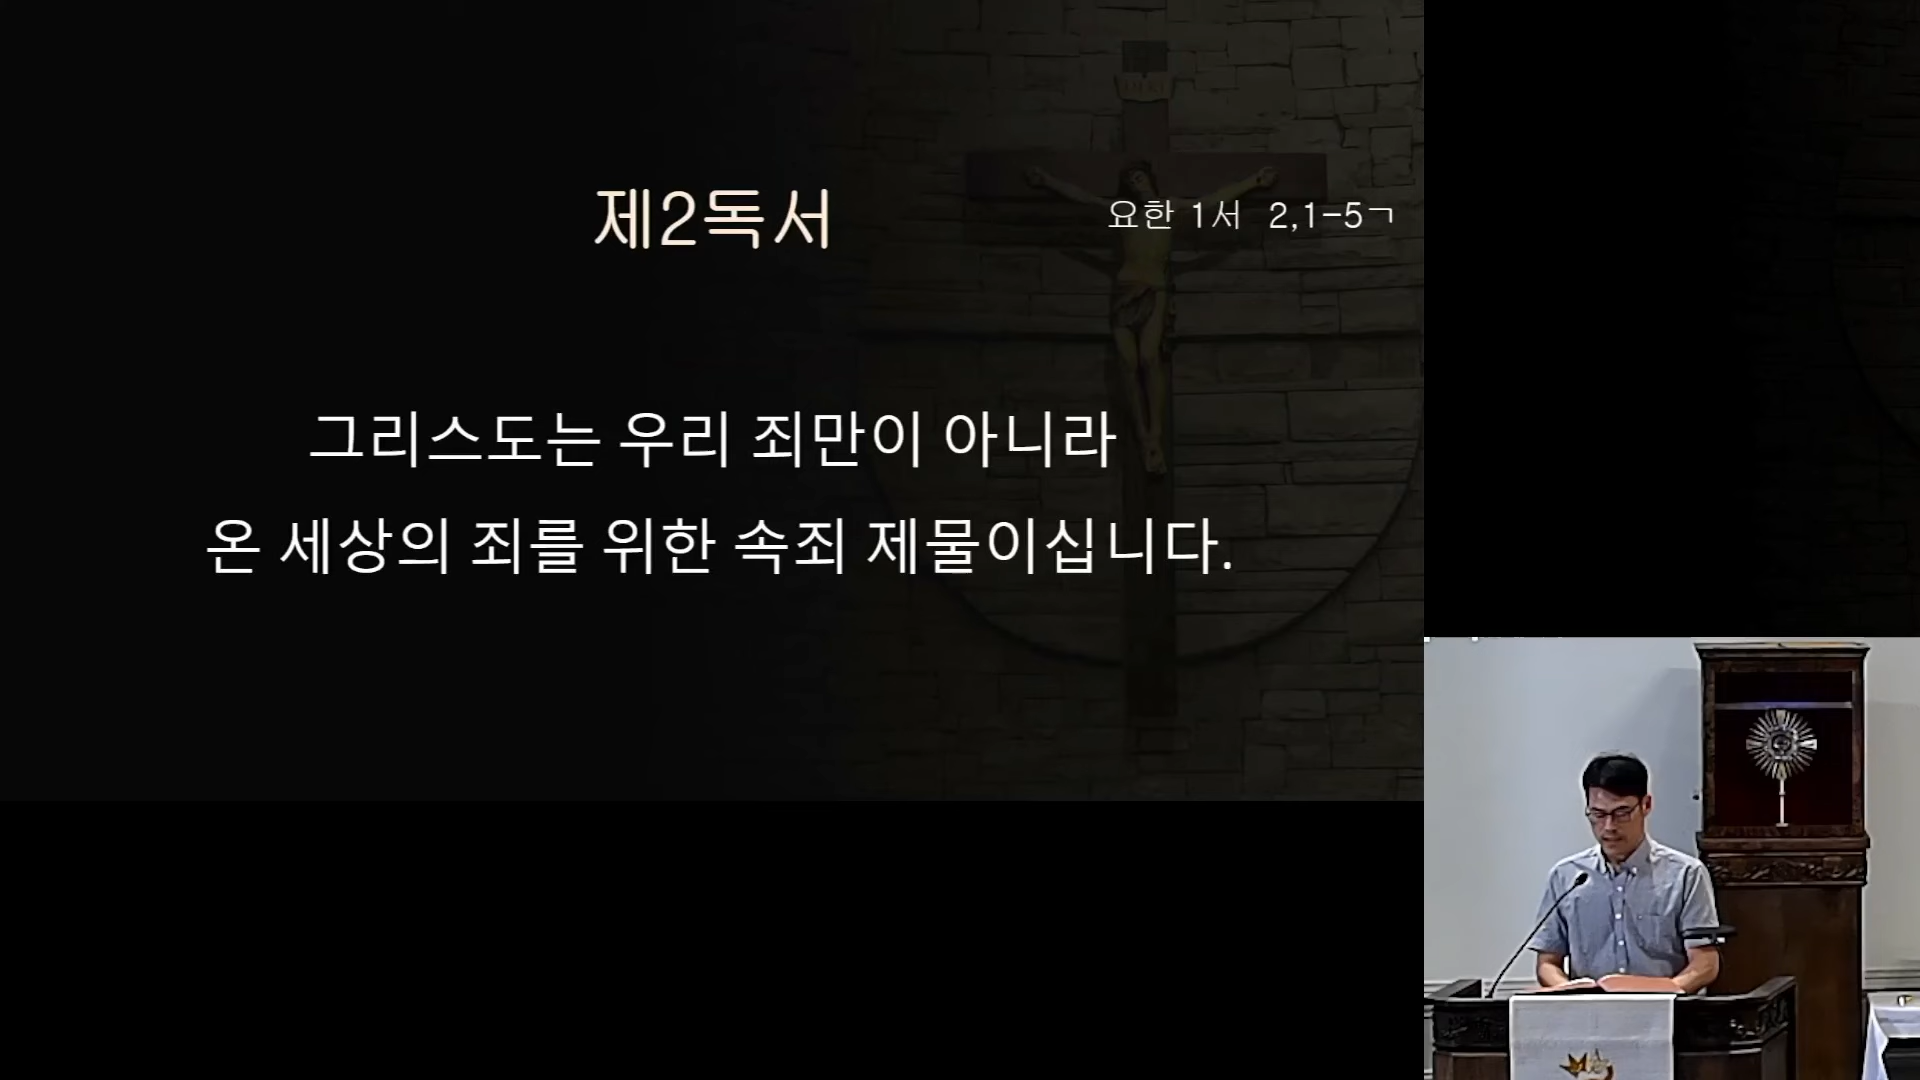 제2독서
요한 1서 2,1-5ㄱ
그리스도는 우리 죄만이 아니라
온 세상의 죄를 위한 속죄 제물이십니다.